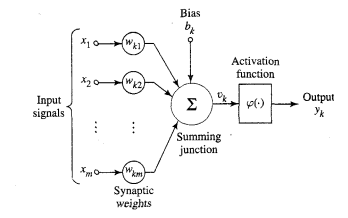 Bias
b_k
x_1
w_k1
Activation
function
x_2
w_k2
Input
signals
Σ
v_k
φ(·)
Output
y_k
Summing
junction
x_m
w_km
Synaptic
weights